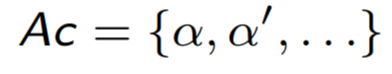 Ac = {α, α′, . . .}